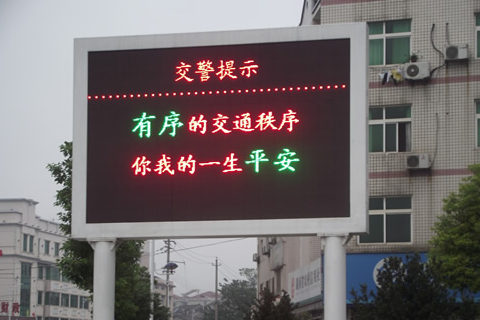 交警提示
有序的交通秩序
你我的一生平安